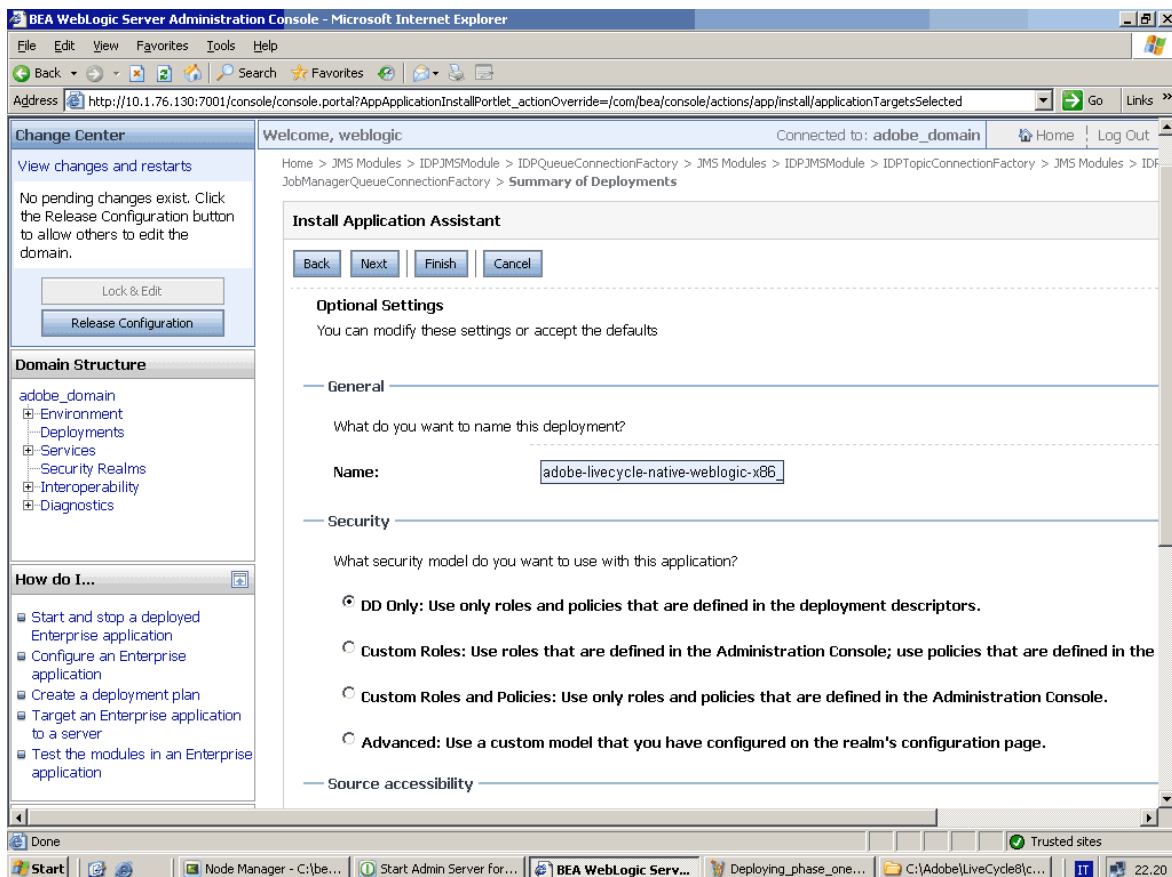 BEA WebLogic Server Administration Console - Microsoft Internet Explorer
File Edit View Favorites Tools Help
Back Search Favorites
Address http://10.1.76.130:7001/console/console.portal?AppApplicationInstallPortlet_actionOverride=/com/bea/console/actions/app/install/applicationTargetsSelected Go Links »
Change Center
View changes and restarts
No pending changes exist. Click
the Release Configuration button
to allow others to edit the
domain.
Lock & Edit
Release Configuration
Domain Structure
adobe_domain
Environment
Deployments
Services
Security Realms
Interoperability
Diagnostics
How do I...
Start and stop a deployed
Enterprise application
Configure an Enterprise
application
Create a deployment plan
Target an Enterprise application
to a server
Test the modules in an Enterprise
application
Welcome, weblogic Connected to: adobe_domain Home Log Out
Home > JMS Modules > IDPJMSModule > IDPQueueConnectionFactory > JMS Modules > IDPJMSModule > IDPTopicConnectionFactory > JMS Modules > IDP
JobManagerQueueConnectionFactory > Summary of Deployments
Install Application Assistant
Back Next Finish Cancel
Optional Settings
You can modify these settings or accept the defaults
General
What do you want to name this deployment?
Name: adobe-livecycle-native-weblogic-x86_
Security
What security model do you want to use with this application?
DD Only: Use only roles and policies that are defined in the deployment descriptors.
Custom Roles: Use roles that are defined in the Administration Console; use policies that are defined in the
Custom Roles and Policies: Use only roles and policies that are defined in the Administration Console.
Advanced: Use a custom model that you have configured on the realm's configuration page.
Source accessibility
Done Trusted sites
Start Node Manager - C:\be... Start Admin Server for... BEA WebLogic Serv... Deploying_phase_one... C:\Adobe\LiveCycle8\c... IT 22.20